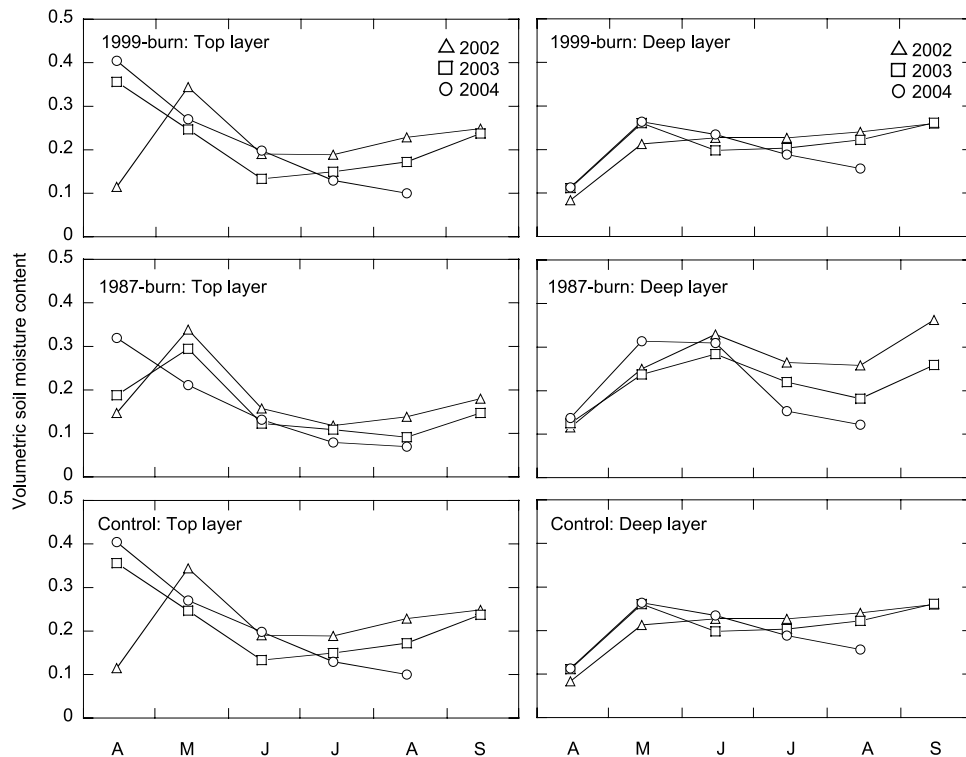 0.5
1999-burn: Top layer
2002
2003
2004
0.4
0.3
0.2
0.1
0
1999-burn: Deep layer
2002
2003
2004
Volumetric soil moisture content
0.5
1987-burn: Top layer
0.4
0.3
0.2
0.1
0
1987-burn: Deep layer
0.5
Control: Top layer
0.4
0.3
0.2
0.1
0
Control: Deep layer
A M J J A S
A M J J A S